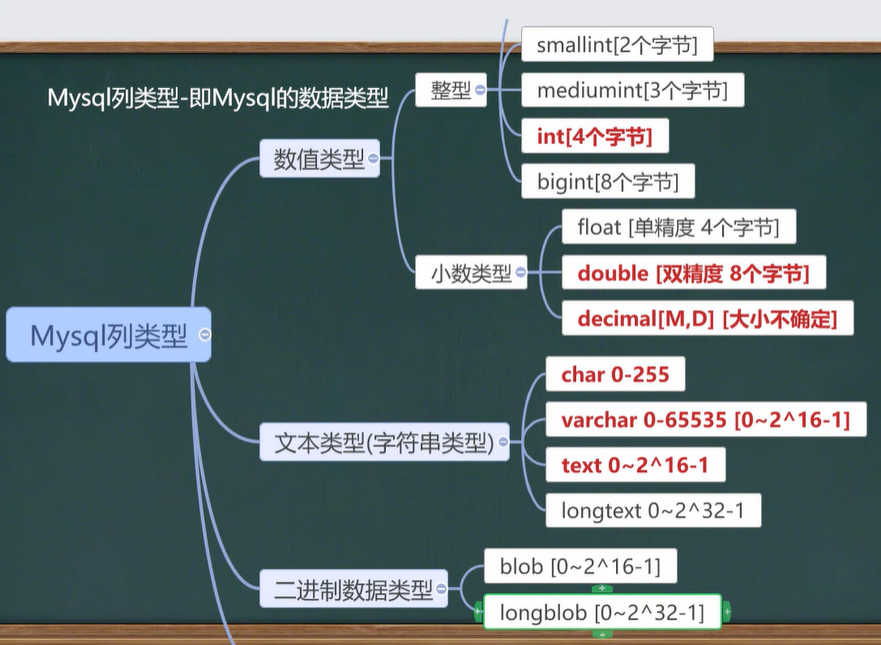 Mysql列类型-即Mysql的数据类型
Mysql列类型
数值类型
整型
smallint[2个字节]
mediumint[3个字节]
int[4个字节]
bigint[8个字节]
小数类型
float [单精度 4个字节]
double [双精度 8个字节]
decimal[M,D] [大小不确定]
文本类型(字符串类型)
char 0-255
varchar 0-65535 [0~2^16-1]
text 0~2^16-1
longtext 0~2^32-1
二进制数据类型
blob [0~2^16-1]
longblob [0~2^32-1]